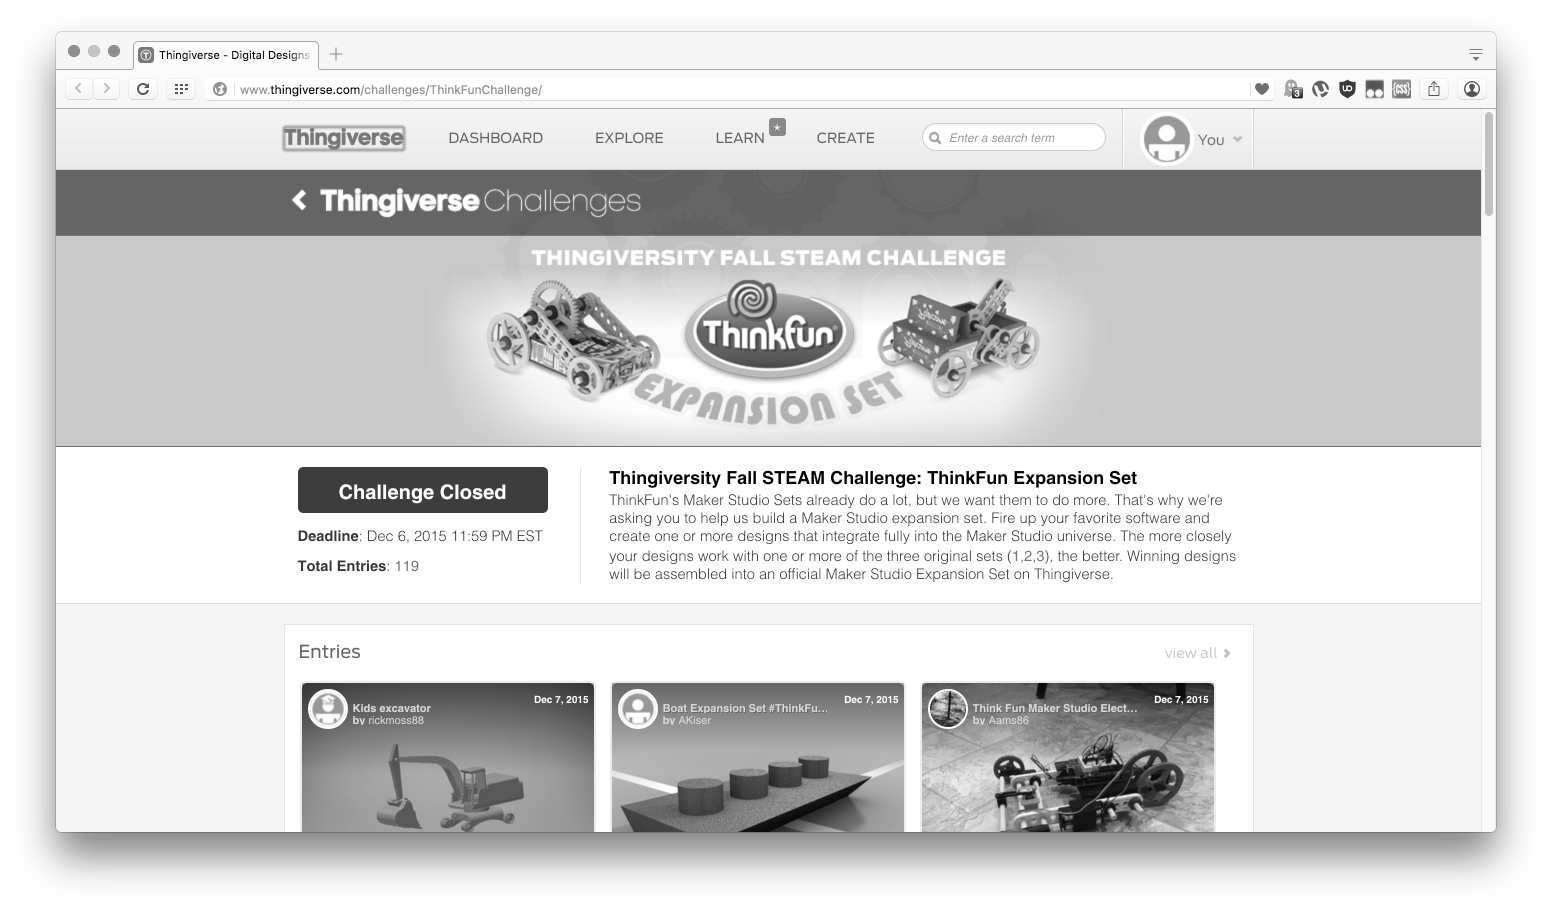 Thingiverse - Digital Designs
www.thingiverse.com/challenges/ThinkFunChallenge/
3
UD
{CSS}
Thingiverse
DASHBOARD
EXPLORE
LEARN
CREATE
Enter a search term
You
Thingiverse Challenges
THINGIVERSITY FALL STEAM CHALLENGE
ThinkFun
EXPANSION SET
Challenge Closed
Deadline: Dec 6, 2015 11:59 PM EST
Total Entries: 119
Thingiversity Fall STEAM Challenge: ThinkFun Expansion Set
ThinkFun's Maker Studio Sets already do a lot, but we want them to do more. That's why we're
asking you to help us build a Maker Studio expansion set. Fire up your favorite software and
create one or more designs that integrate fully into the Maker Studio universe. The more closely
your designs work with one or more of the three original sets (1,2,3), the better. Winning designs
will be assembled into an official Maker Studio Expansion Set on Thingiverse.
Entries
view all
Kids excavator
by rickmoss88
Dec 7, 2015
Boat Expansion Set #ThinkFu...
by AKiser
Dec 7, 2015
Think Fun Maker Studio Elect...
by Aams86
Dec 7, 2015